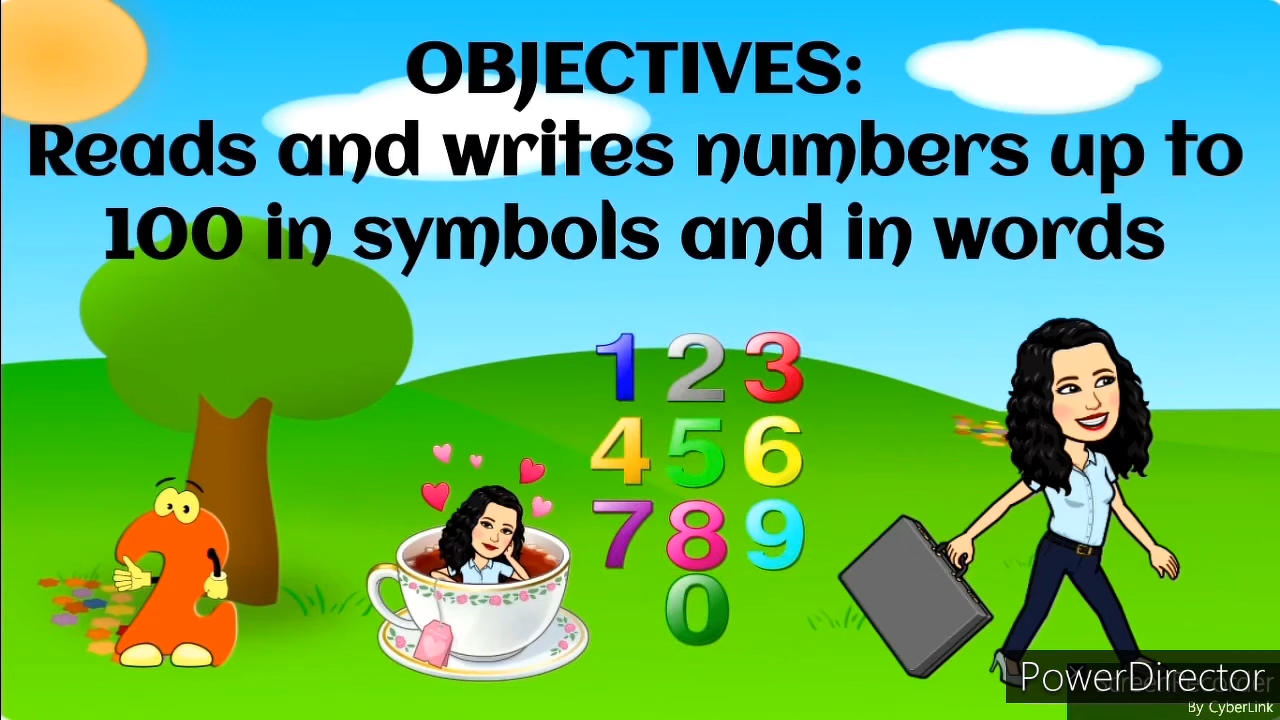 OBJECTIVES:
Reads and writes numbers up to
100 in symbols and in words
1 2 3
4 5 6
7 8 9
0
2
PowerDirector
By CyberLink